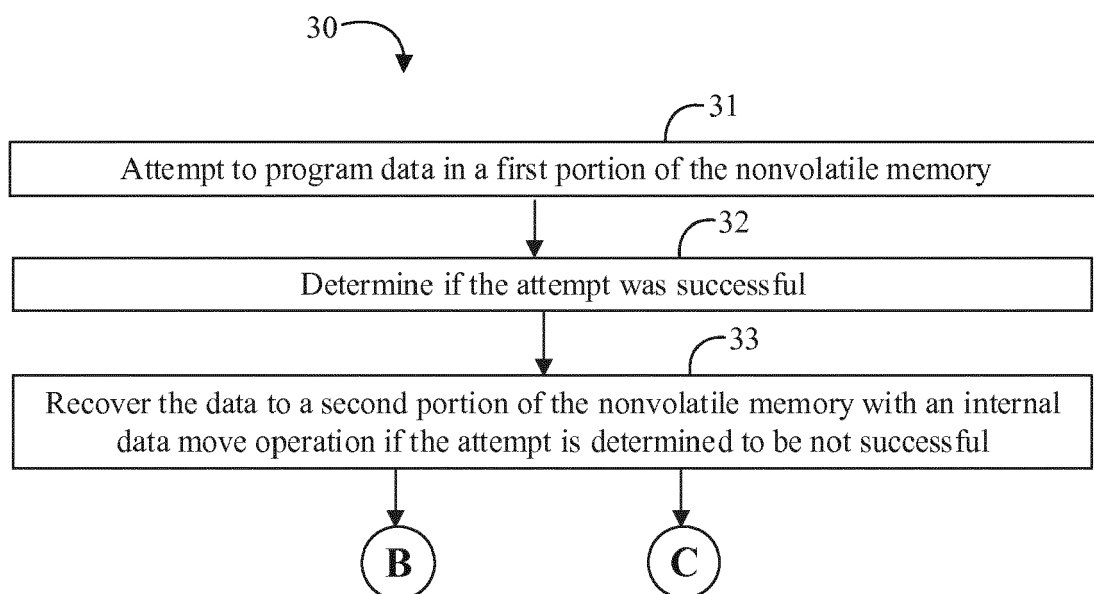 30
31
Attempt to program data in a first portion of the nonvolatile memory
32
Determine if the attempt was successful
33
Recover the data to a second portion of the nonvolatile memory with an internal
data move operation if the attempt is determined to be not successful
B
C